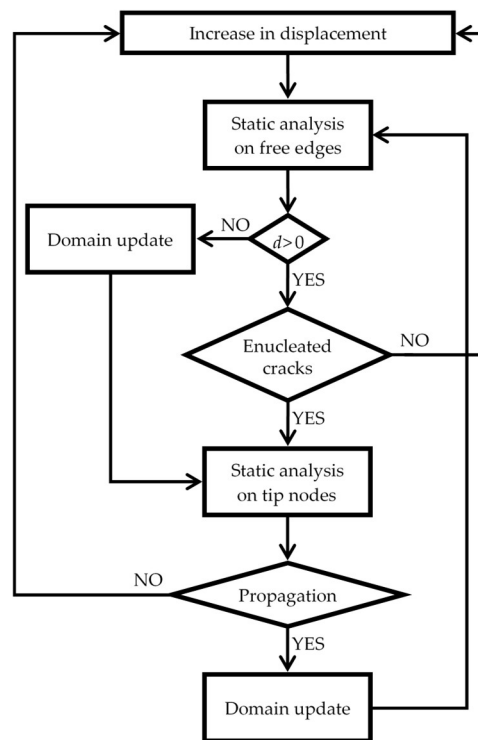 Increase in displacement
Static analysis
on free edges
NO
Domain update
d>0
YES
Enucleated
cracks
NO
YES
Static analysis
on tip nodes
NO
Propagation
YES
Domain update